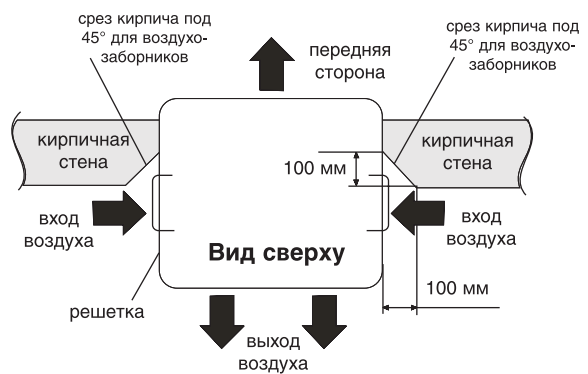 срез кирпича под
45° для воздухо-
заборников
передняя
сторона
срез кирпича под
45° для воздухо-
заборников
кирпичная
стена
кирпичная
стена
100 мм
вход
воздуха
вход
воздуха
Вид сверху
решетка
100 мм
выход
воздуха